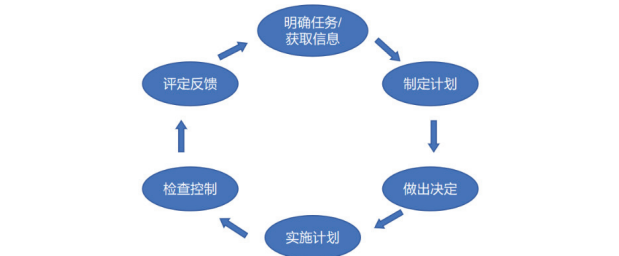 明确任务/
获取信息
制定计划
做出决定
实施计划
检查控制
评定反馈